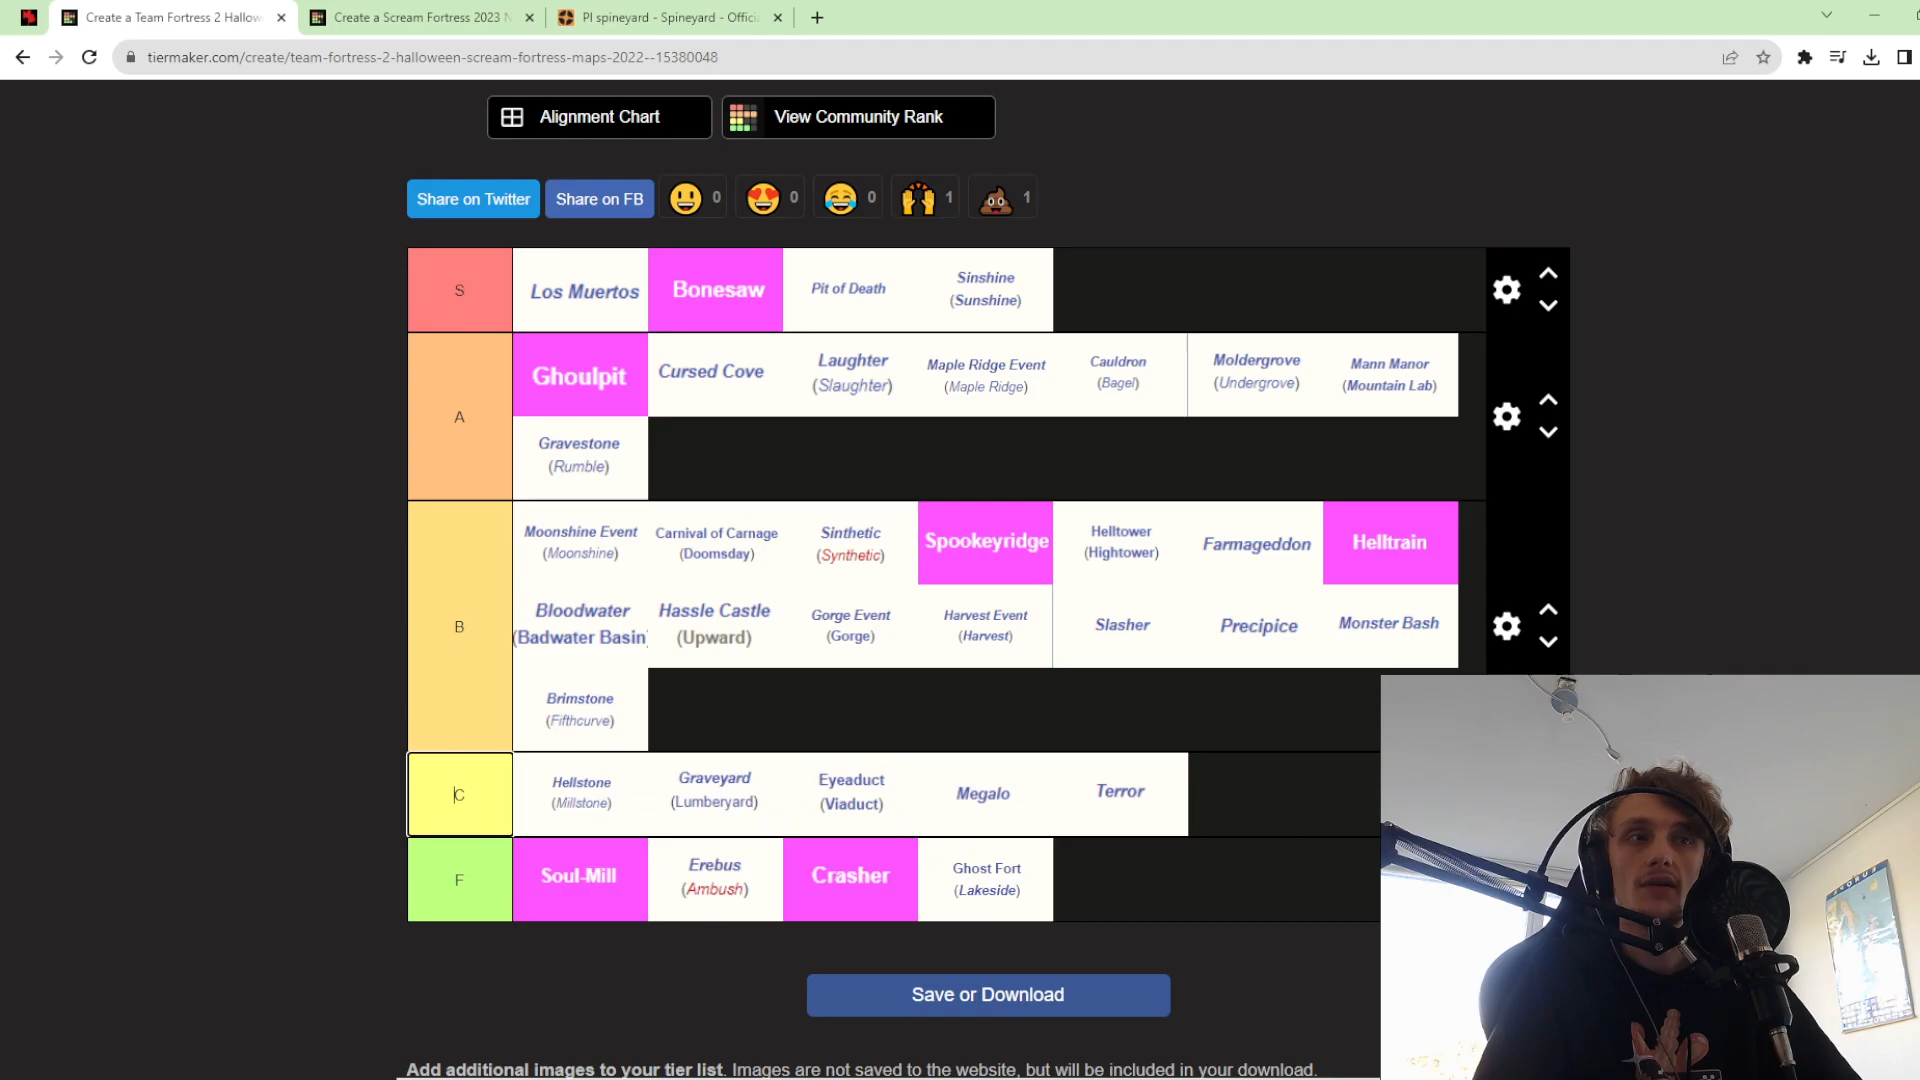 Create a Team Fortress 2 Hallow
Create a Scream Fortress 2023 N
Pl spineyard - Spineyard - Offici
tiermaker.com/create/team-fortress-2-halloween-scream-fortress-maps-2022--15380048
Alignment Chart
View Community Rank
Share on Twitter
Share on FB
0
0
0
1
1
S
Los Muertos
Bonesaw
Pit of Death
Sinshine
(Sunshine)
A
Ghoulpit
Cursed Cove
Laughter
(Slaughter)
Maple Ridge Event
(Maple Ridge)
Cauldron
(Bagel)
Moldergrove
(Undergrove)
Mann Manor
(Mountain Lab)
Gravestone
(Rumble)
B
Moonshine Event
(Moonshine)
Carnival of Carnage
(Doomsday)
Sinthetic
(Synthetic)
Spookeyridge
Helltower
(Hightower)
Farmageddon
Helltrain
Bloodwater
(Badwater Basin)
Hassle Castle
(Upward)
Gorge Event
(Gorge)
Harvest Event
(Harvest)
Slasher
Precipice
Monster Bash
Brimstone
(Fifthcurve)
C
Hellstone
(Millstone)
Graveyard
(Lumberyard)
Eyeaduct
(Viaduct)
Megalo
Terror
F
Soul-Mill
Erebus
(Ambush)
Crasher
Ghost Fort
(Lakeside)
Save or Download
Add additional images to your tier list. Images are not saved to the website, but will be included in your download.